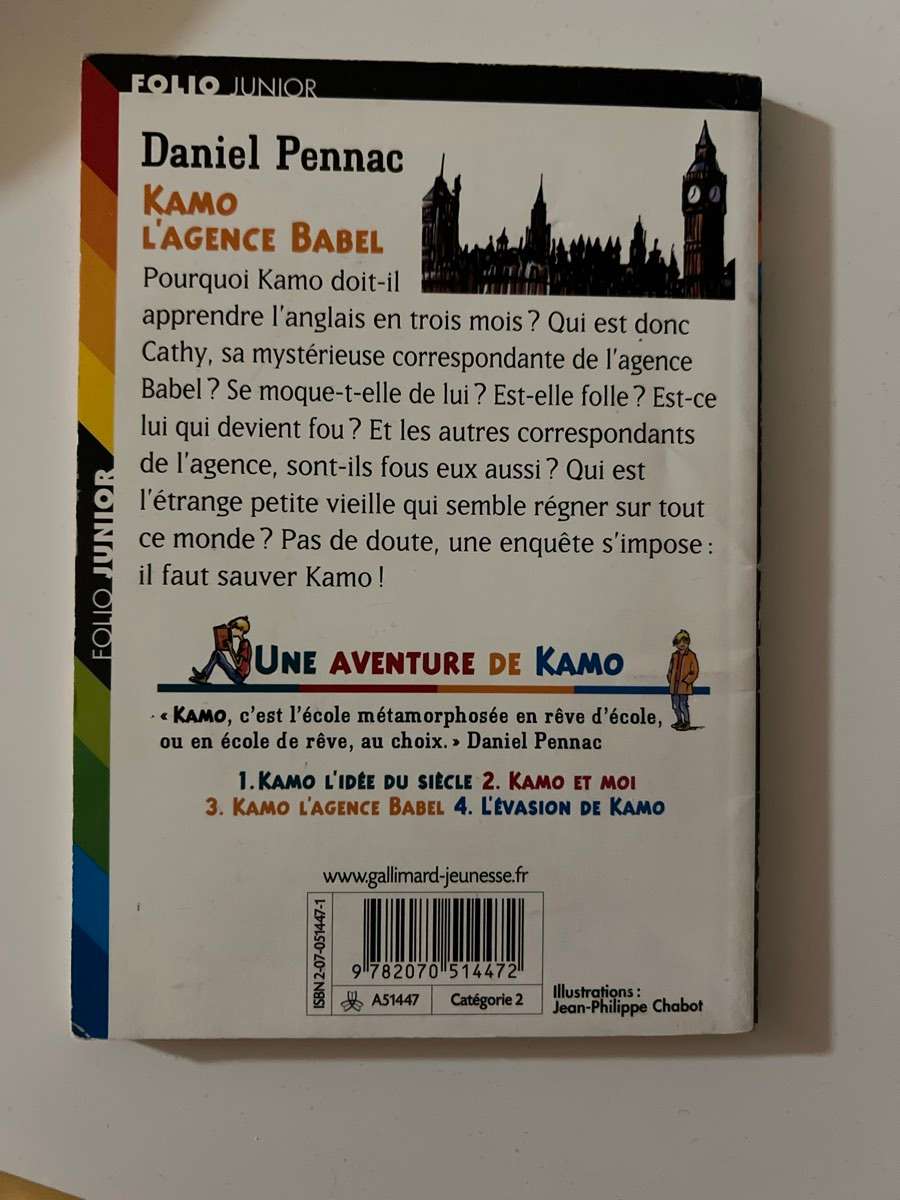 FOLIO JUNIOR
Daniel Pennac
KAMO
L'AGENCE BABEL
Pourquoi Kamo doit-il
apprendre l'anglais en trois mois ? Qui est donc
Cathy, sa mystérieuse correspondante de l'agence
Babel ? Se moque-t-elle de lui ? Est-elle folle ? Est-ce
lui qui devient fou ? Et les autres correspondants
de l'agence, sont-ils fous eux aussi ? Qui est
l'étrange petite vieille qui semble régner sur tout
ce monde ? Pas de doute, une enquête s'impose :
il faut sauver Kamo !
FOLIO JUNIOR
UNE AVENTURE DE KAMO
« KAMO, c'est l'école métamorphosée en rêve d'école,
ou en école de rêve, au choix. » Daniel Pennac
1. KAMO L'IDÉE DU SIÈCLE 2. KAMO ET MOI
3. KAMO L'AGENCE BABEL 4. L'ÉVASION DE KAMO
www.gallimard-jeunesse.fr
ISBN 2-07-051447-1
9 782070 514472
A51447 Catégorie 2
Illustrations :
Jean-Philippe Chabot